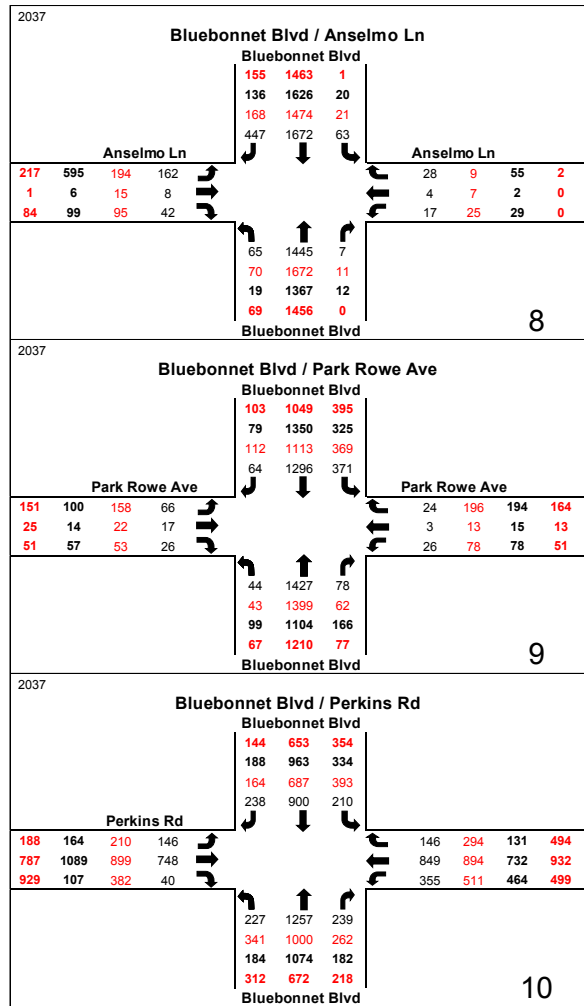 2037
Bluebonnet Blvd / Anselmo Ln
Bluebonnet Blvd
155 1463 1
136 1626 20
168 1474 21
447 1672 63
Anselmo Ln Anselmo Ln
217 595 194 162 28 9 55 2
1 6 15 8 4 7 2 0
84 99 95 42 17 25 29 0
65 1445 7
70 1672 11
19 1367 12
69 1456 0
Bluebonnet Blvd
8
2037
Bluebonnet Blvd / Park Rowe Ave
Bluebonnet Blvd
103 1049 395
79 1350 325
112 1113 369
64 1296 371
Park Rowe Ave Park Rowe Ave
151 100 158 66 24 196 194 164
25 14 22 17 3 13 15 13
51 57 53 26 26 78 78 51
44 1427 78
43 1399 62
99 1104 166
67 1210 77
Bluebonnet Blvd
9
2037
Bluebonnet Blvd / Perkins Rd
Bluebonnet Blvd
144 653 354
188 963 334
164 687 393
238 900 210
Perkins Rd
188 164 210 146 146 294 131 494
787 1089 899 748 849 894 732 932
929 107 382 40 355 511 464 499
227 1257 239
341 1000 262
184 1074 182
312 672 218
Bluebonnet Blvd
10